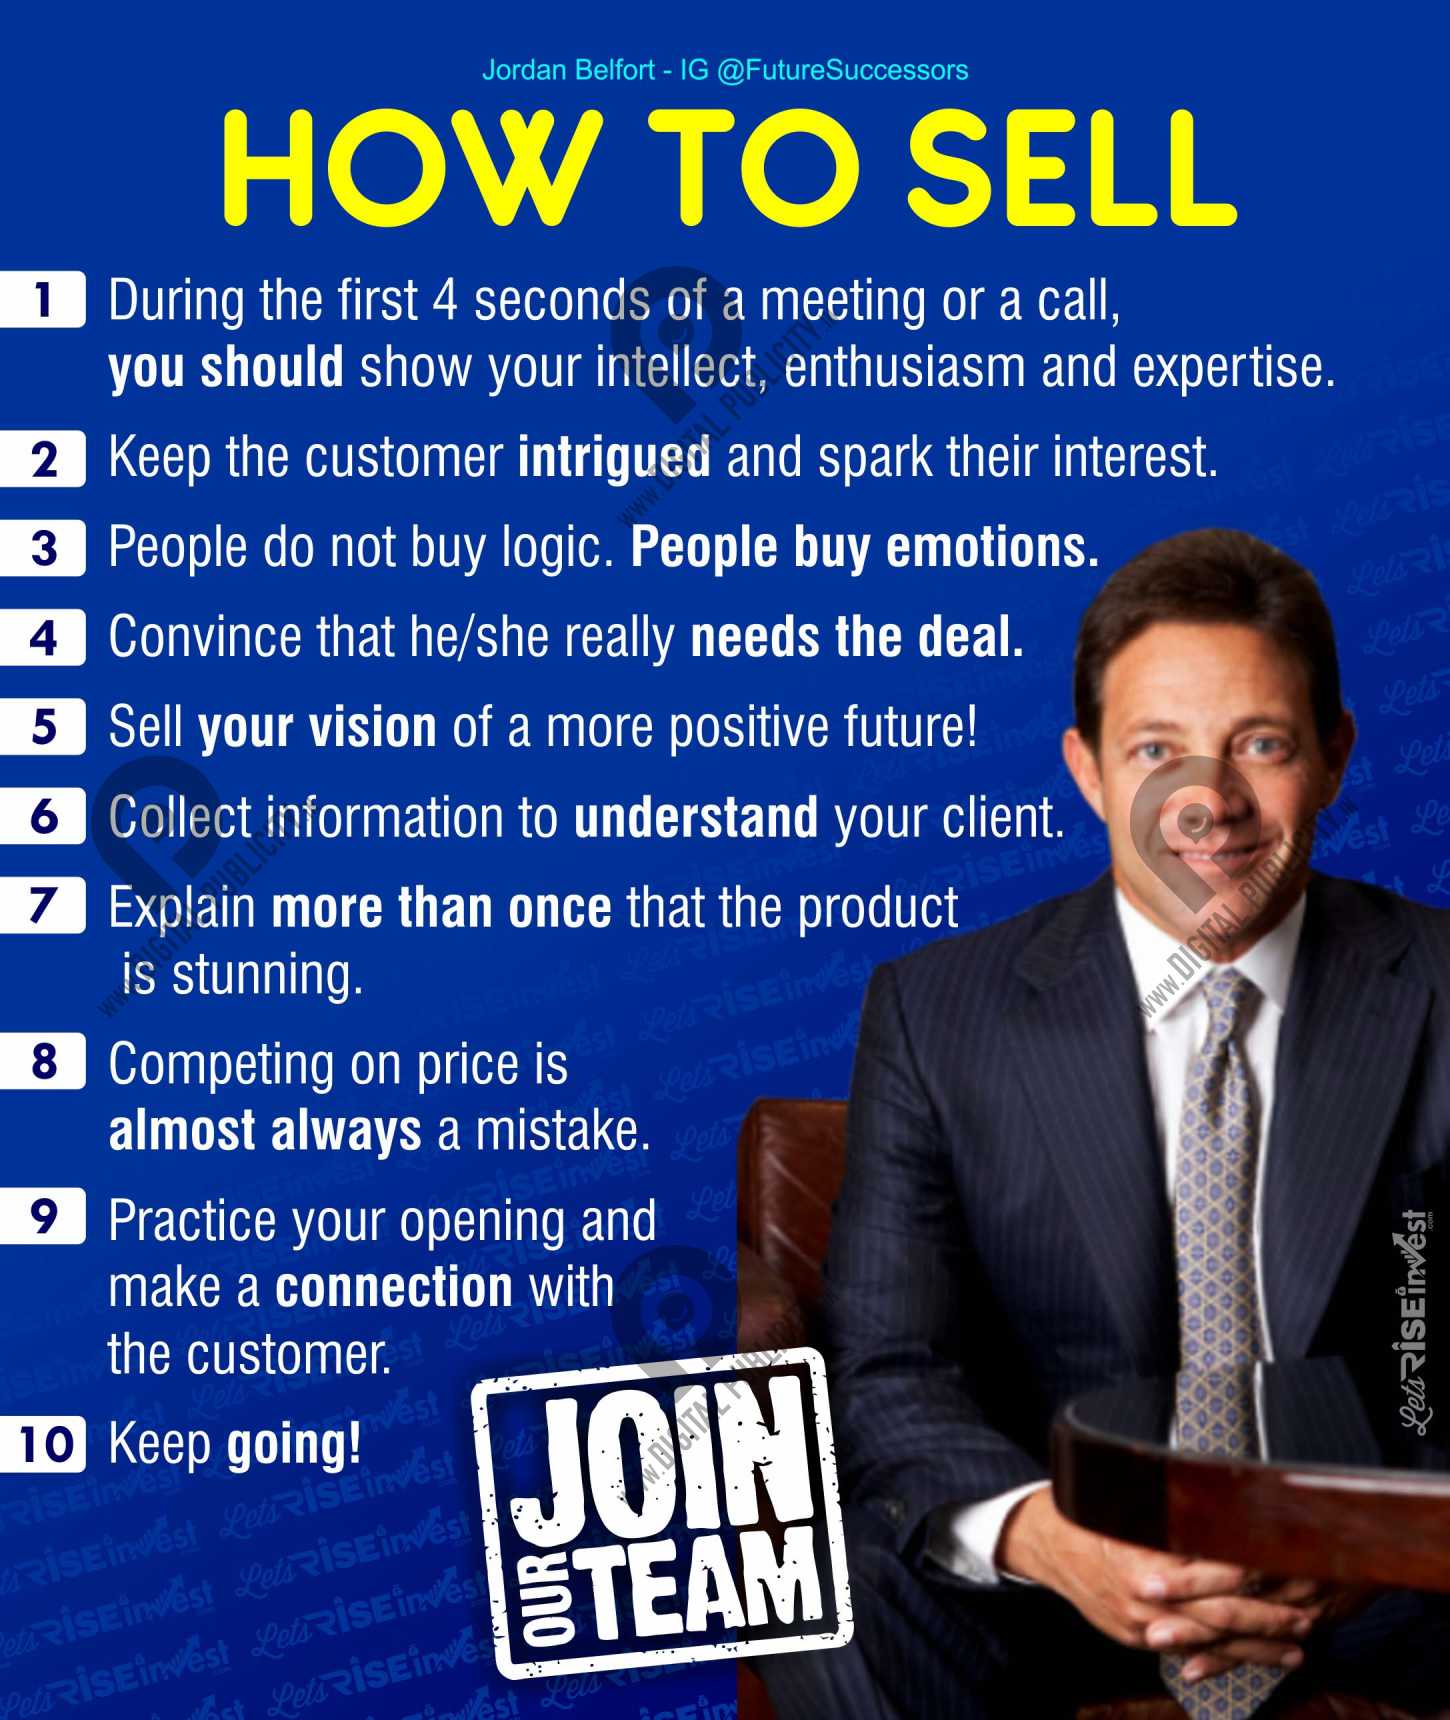 Jordan Belfort - IG @FutureSuccessors
HOW TO SELL
1 During the first 4 seconds of a meeting or a call,
you should show your intellect, enthusiasm and expertise.
2 Keep the customer intrigued and spark their interest.
3 People do not buy logic. People buy emotions.
4 Convince that he/she really needs the deal.
5 Sell your vision of a more positive future!
6 Collect information to understand your client.
7 Explain more than once that the product
is stunning.
8 Competing on price is
almost always a mistake.
9 Practice your opening and
make a connection with
the customer.
10 Keep going!
JOIN
OUR TEAM
Let's RISE invest
.com